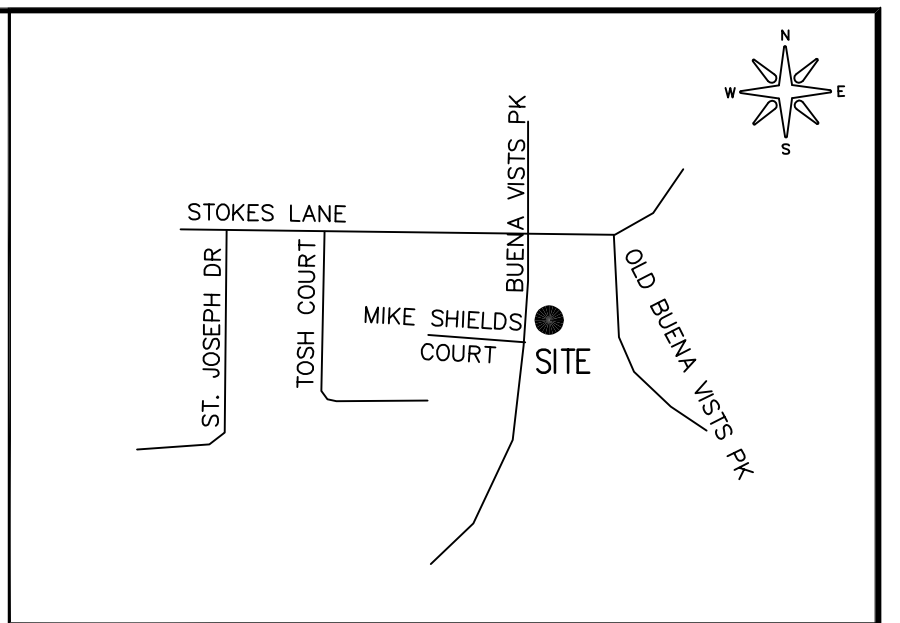 N
W E
S
STOKES LANE
BUENA VISTS PK
ST. JOSEPH DR
TOSH COURT
MIKE SHIELDS
COURT
SITE
OLD BUENA VISTS PK